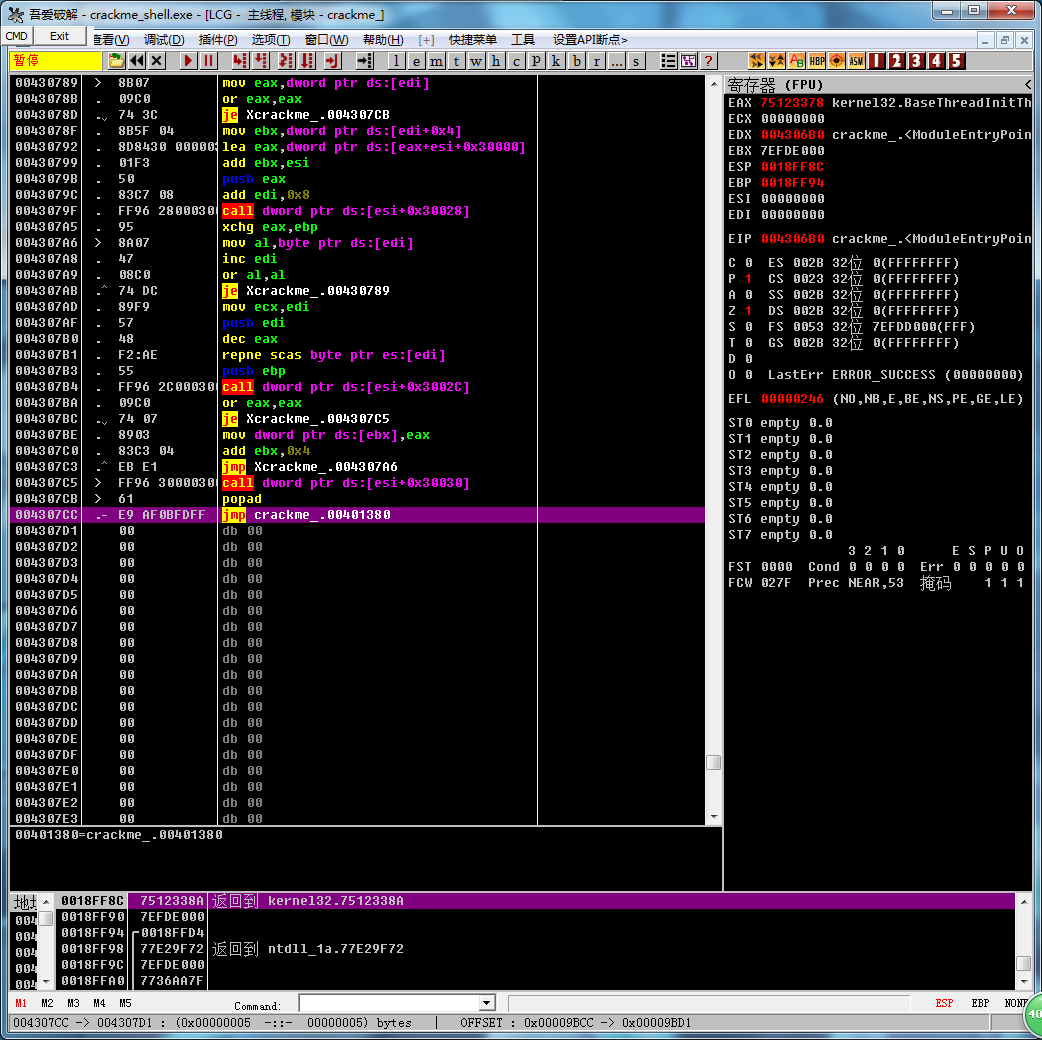 吾爱破解 - crackme_shell.exe - [LCG - 主线程, 模块 - crackme_]
CMD Exit 查看(V) 调试(D) 插件(P) 选项(T) 窗口(W) 帮助(H) [+] 快捷菜单 工具 设置API断点>
暂停 l e m t w h c p k b r ... s ? HBP ASM 1 2 3 4 5
00430789 > 8B07 mov eax,dword ptr ds:[edi]
0043078B . 09C0 or eax,eax
0043078D . 74 3C je Xcrackme_.004307CB
0043078F . 8B5F 04 mov ebx,dword ptr ds:[edi+0x4]
00430792 . 8D8430 00000 lea eax,dword ptr ds:[eax+esi+0x30000]
00430799 . 01F3 add ebx,esi
0043079B . 50 push eax
0043079C . 83C7 08 add edi,0x8
0043079F . FF96 2800030 call dword ptr ds:[esi+0x30028]
004307A5 . 95 xchg eax,ebp
004307A6 > 8A07 mov al,byte ptr ds:[edi]
004307A8 . 47 inc edi
004307A9 . 08C0 or al,al
004307AB .^ 74 DC je Xcrackme_.00430789
004307AD . 89F9 mov ecx,edi
004307AF . 57 push edi
004307B0 . 48 dec eax
004307B1 . F2:AE repne scas byte ptr es:[edi]
004307B3 . 55 push ebp
004307B4 . FF96 2C00030 call dword ptr ds:[esi+0x3002C]
004307BA . 09C0 or eax,eax
004307BC . 74 07 je Xcrackme_.004307C5
004307BE . 8903 mov dword ptr ds:[ebx],eax
004307C0 . 83C3 04 add ebx,0x4
004307C3 .^ EB E1 jmp Xcrackme_.004307A6
004307C5 > FF96 3000030 call dword ptr ds:[esi+0x30030]
004307CB > 61 popad
004307CC .- E9 AF0BFDFF jmp crackme_.00401380
004307D1 00 db 00
004307D2 00 db 00
004307D3 00 db 00
004307D4 00 db 00
004307D5 00 db 00
004307D6 00 db 00
004307D7 00 db 00
004307D8 00 db 00
004307D9 00 db 00
004307DA 00 db 00
004307DB 00 db 00
004307DC 00 db 00
004307DD 00 db 00
004307DE 00 db 00
004307DF 00 db 00
004307E0 00 db 00
004307E1 00 db 00
004307E2 00 db 00
004307E3 00 db 00
00401380=crackme_.00401380
寄存器 (FPU) <
EAX 75123378 kernel32.BaseThreadInitTh
ECX 00000000
EDX 004306B0 crackme_.<ModuleEntryPoin
EBX 7EFDE000
ESP 0018FF8C
EBP 0018FF94
ESI 00000000
EDI 00000000
EIP 004306B0 crackme_.<ModuleEntryPoin
C 0 ES 002B 32位 0(FFFFFFFF)
P 1 CS 0023 32位 0(FFFFFFFF)
A 0 SS 002B 32位 0(FFFFFFFF)
Z 1 DS 002B 32位 0(FFFFFFFF)
S 0 FS 0053 32位 7EFDD000(FFF)
T 0 GS 002B 32位 0(FFFFFFFF)
D 0
O 0 LastErr ERROR_SUCCESS (00000000)
EFL 00000246 (NO,NB,E,BE,NS,PE,GE,LE)
ST0 empty 0.0
ST1 empty 0.0
ST2 empty 0.0
ST3 empty 0.0
ST4 empty 0.0
ST5 empty 0.0
ST6 empty 0.0
ST7 empty 0.0
3 2 1 0 E S P U O
FST 0000 Cond 0 0 0 0 Err 0 0 0 0 0
FCW 027F Prec NEAR,53 掩码 1 1 1
地址 0018FF8C 7512338A 返回到 kernel32.7512338A
004 0018FF90 7EFDE000
004 0018FF94 0018FFD4
004 0018FF98 77E29F72 返回到 ntdll_1a.77E29F72
004 0018FF9C 7EFDE000
004 0018FFA0 7736AA7F
M1 M2 M3 M4 M5 Command: ESP EBP NONE
004307CC -> 004307D1 : (0x00000005 -::- 00000005) bytes | OFFSET : 0x00009BCC -> 0x00009BD1
40